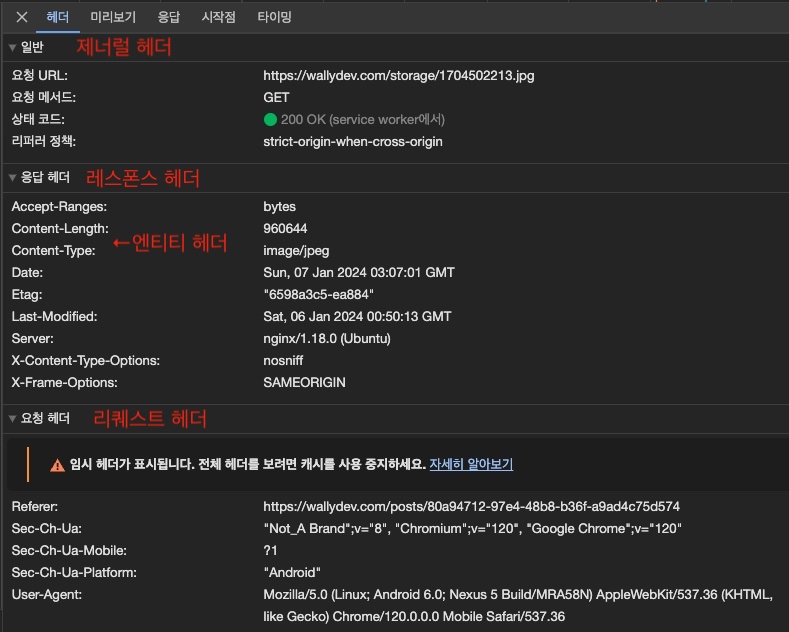 헤더 미리보기 응답 시작점 타이밍
일반 제너럴 헤더
요청 URL: https://wallydev.com/storage/1704502213.jpg
요청 메서드: GET
상태 코드: 200 OK (service worker에서)
리퍼러 정책: strict-origin-when-cross-origin
응답 헤더 레스폰스 헤더
Accept-Ranges: bytes
Content-Length: 960644
←엔티티 헤더
Content-Type: image/jpeg
Date: Sun, 07 Jan 2024 03:07:01 GMT
Etag: "6598a3c5-ea884"
Last-Modified: Sat, 06 Jan 2024 00:50:13 GMT
Server: nginx/1.18.0 (Ubuntu)
X-Content-Type-Options: nosniff
X-Frame-Options: SAMEORIGIN
요청 헤더 리퀘스트 헤더
임시 헤더가 표시됩니다. 전체 헤더를 보려면 캐시를 사용 중지하세요. 자세히 알아보기
Referer: https://wallydev.com/posts/80a94712-97e4-48b8-b36f-a9ad4c75d574
Sec-Ch-Ua: "Not_A Brand";v="8", "Chromium";v="120", "Google Chrome";v="120"
Sec-Ch-Ua-Mobile: ?1
Sec-Ch-Ua-Platform: "Android"
User-Agent: Mozilla/5.0 (Linux; Android 6.0; Nexus 5 Build/MRA58N) AppleWebKit/537.36 (KHTML,
like Gecko) Chrome/120.0.0.0 Mobile Safari/537.36